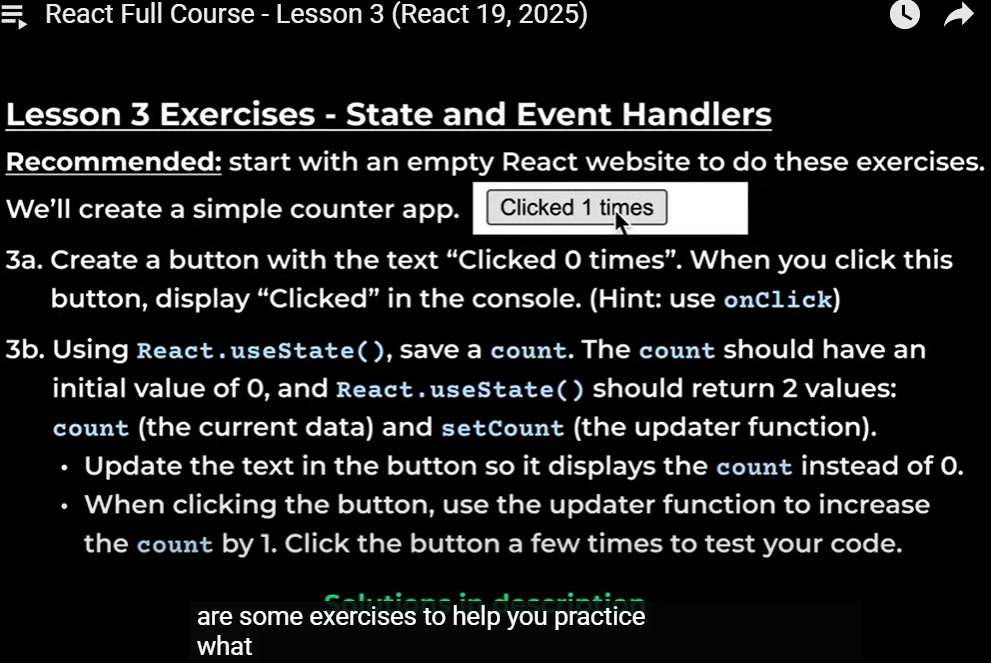 React Full Course - Lesson 3 (React 19, 2025)
Lesson 3 Exercises - State and Event Handlers
Recommended: start with an empty React website to do these exercises.
We’ll create a simple counter app. Clicked 1 times
3a. Create a button with the text “Clicked 0 times”. When you click this
button, display “Clicked” in the console. (Hint: use onClick)
3b. Using React.useState(), save a count. The count should have an
initial value of 0, and React.useState() should return 2 values:
count (the current data) and setCount (the updater function).
• Update the text in the button so it displays the count instead of 0.
• When clicking the button, use the updater function to increase
the count by 1. Click the button a few times to test your code.
Solutions in description
are some exercises to help you practice
what